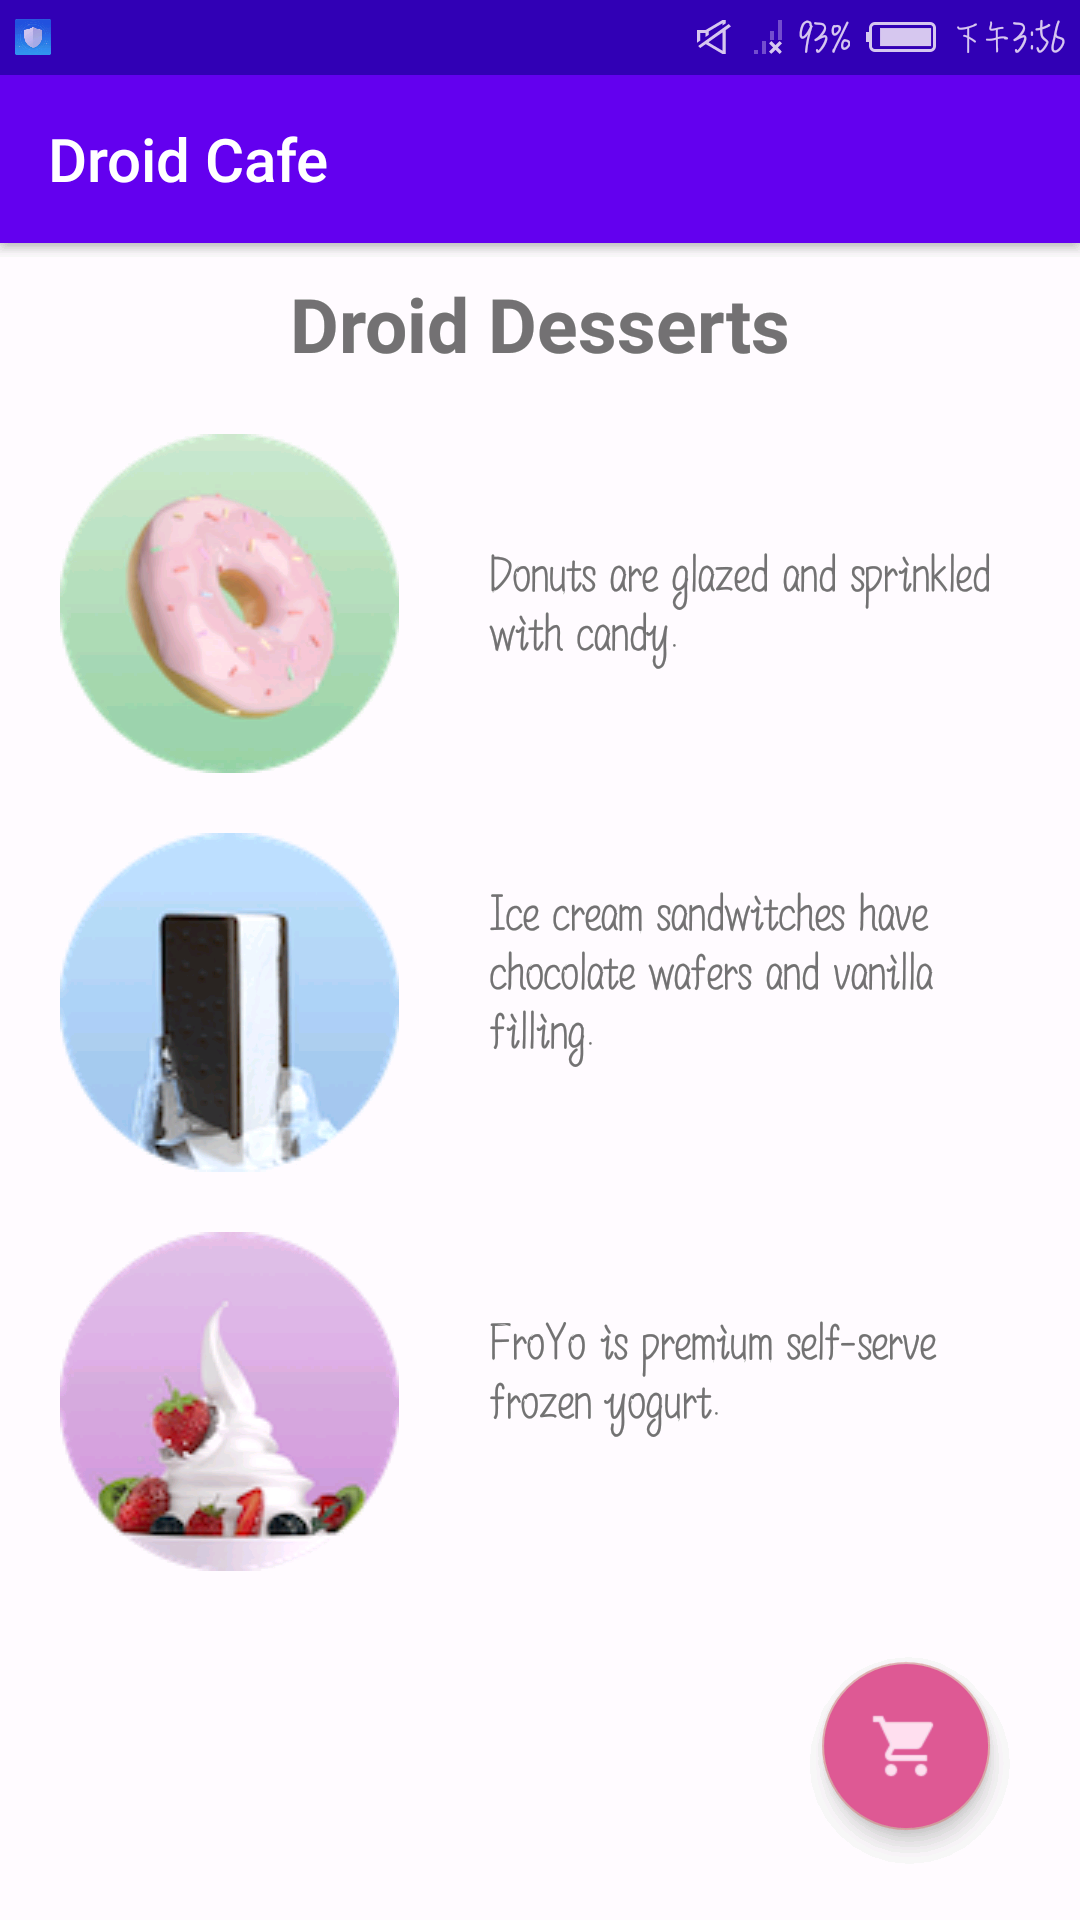 93% 下午3:56
Droid Cafe
Droid Desserts
Donuts are glazed and sprinkled
with candy.
Ice cream sandwitches have
chocolate wafers and vanilla
filling.
FroYo is premium self-serve
frozen yogurt.